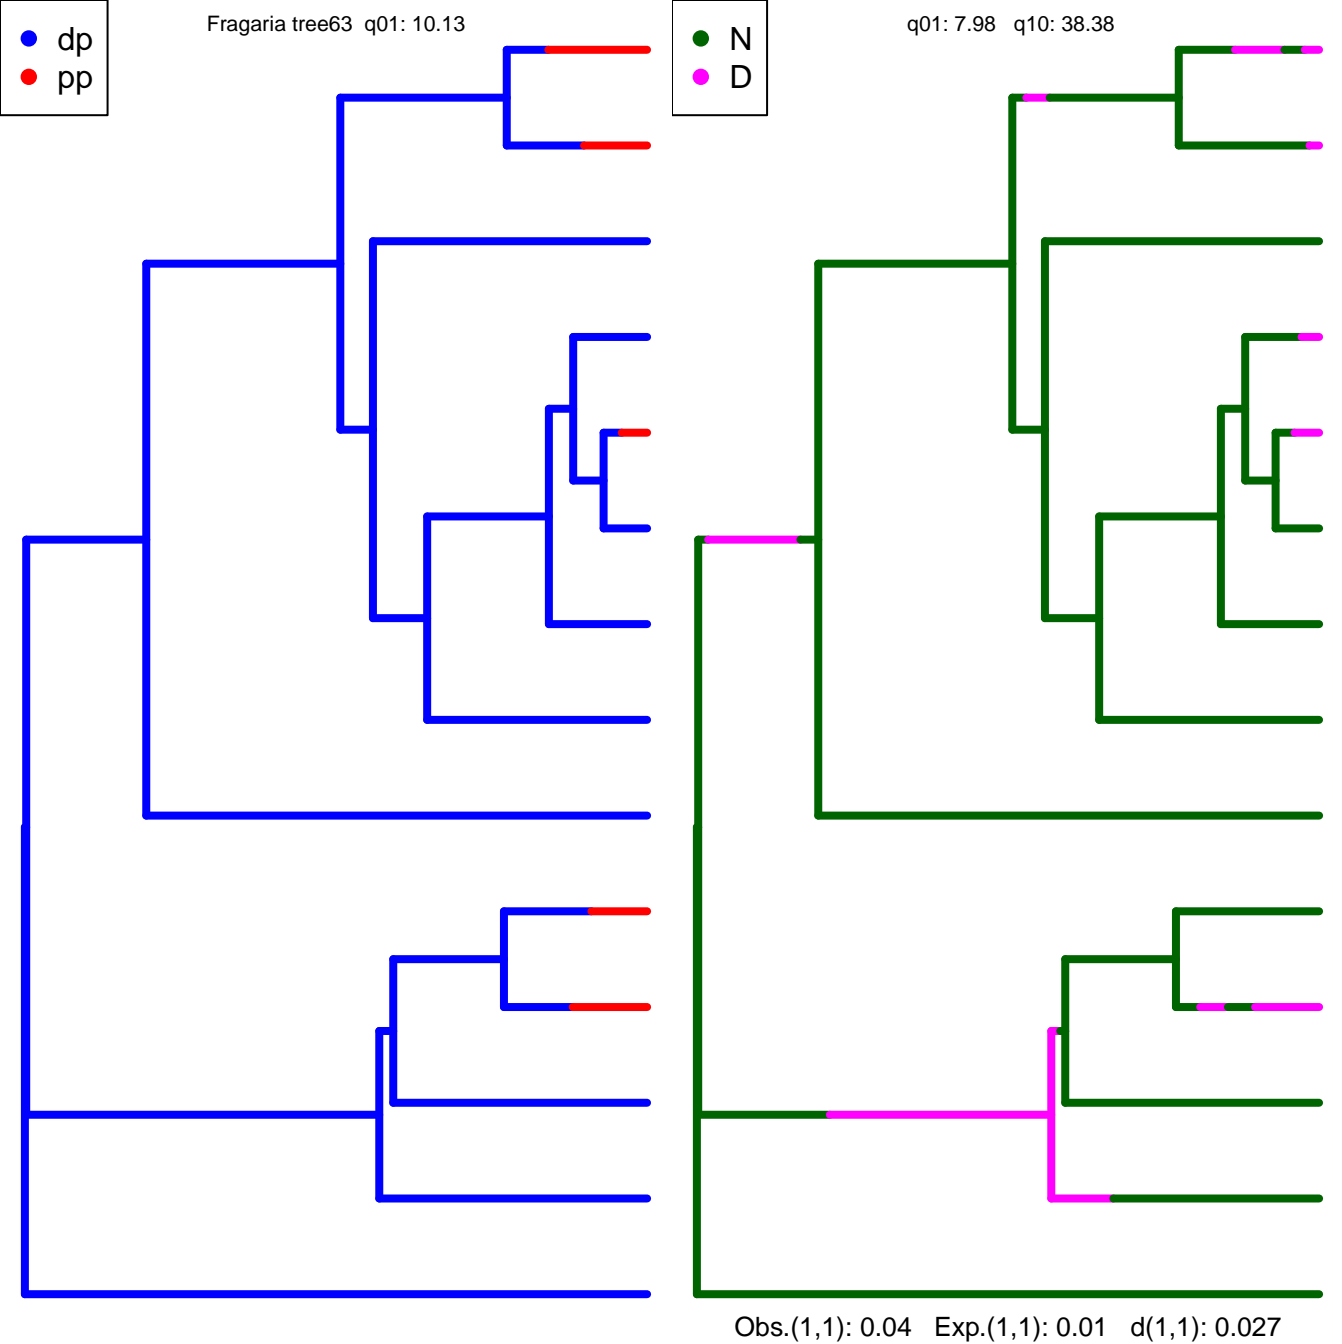 dp
pp
Fragaria tree63  q01: 10.13
N
D
q01: 7.98   q10: 38.38
Obs.(1,1): 0.04   Exp.(1,1): 0.01   d(1,1): 0.027